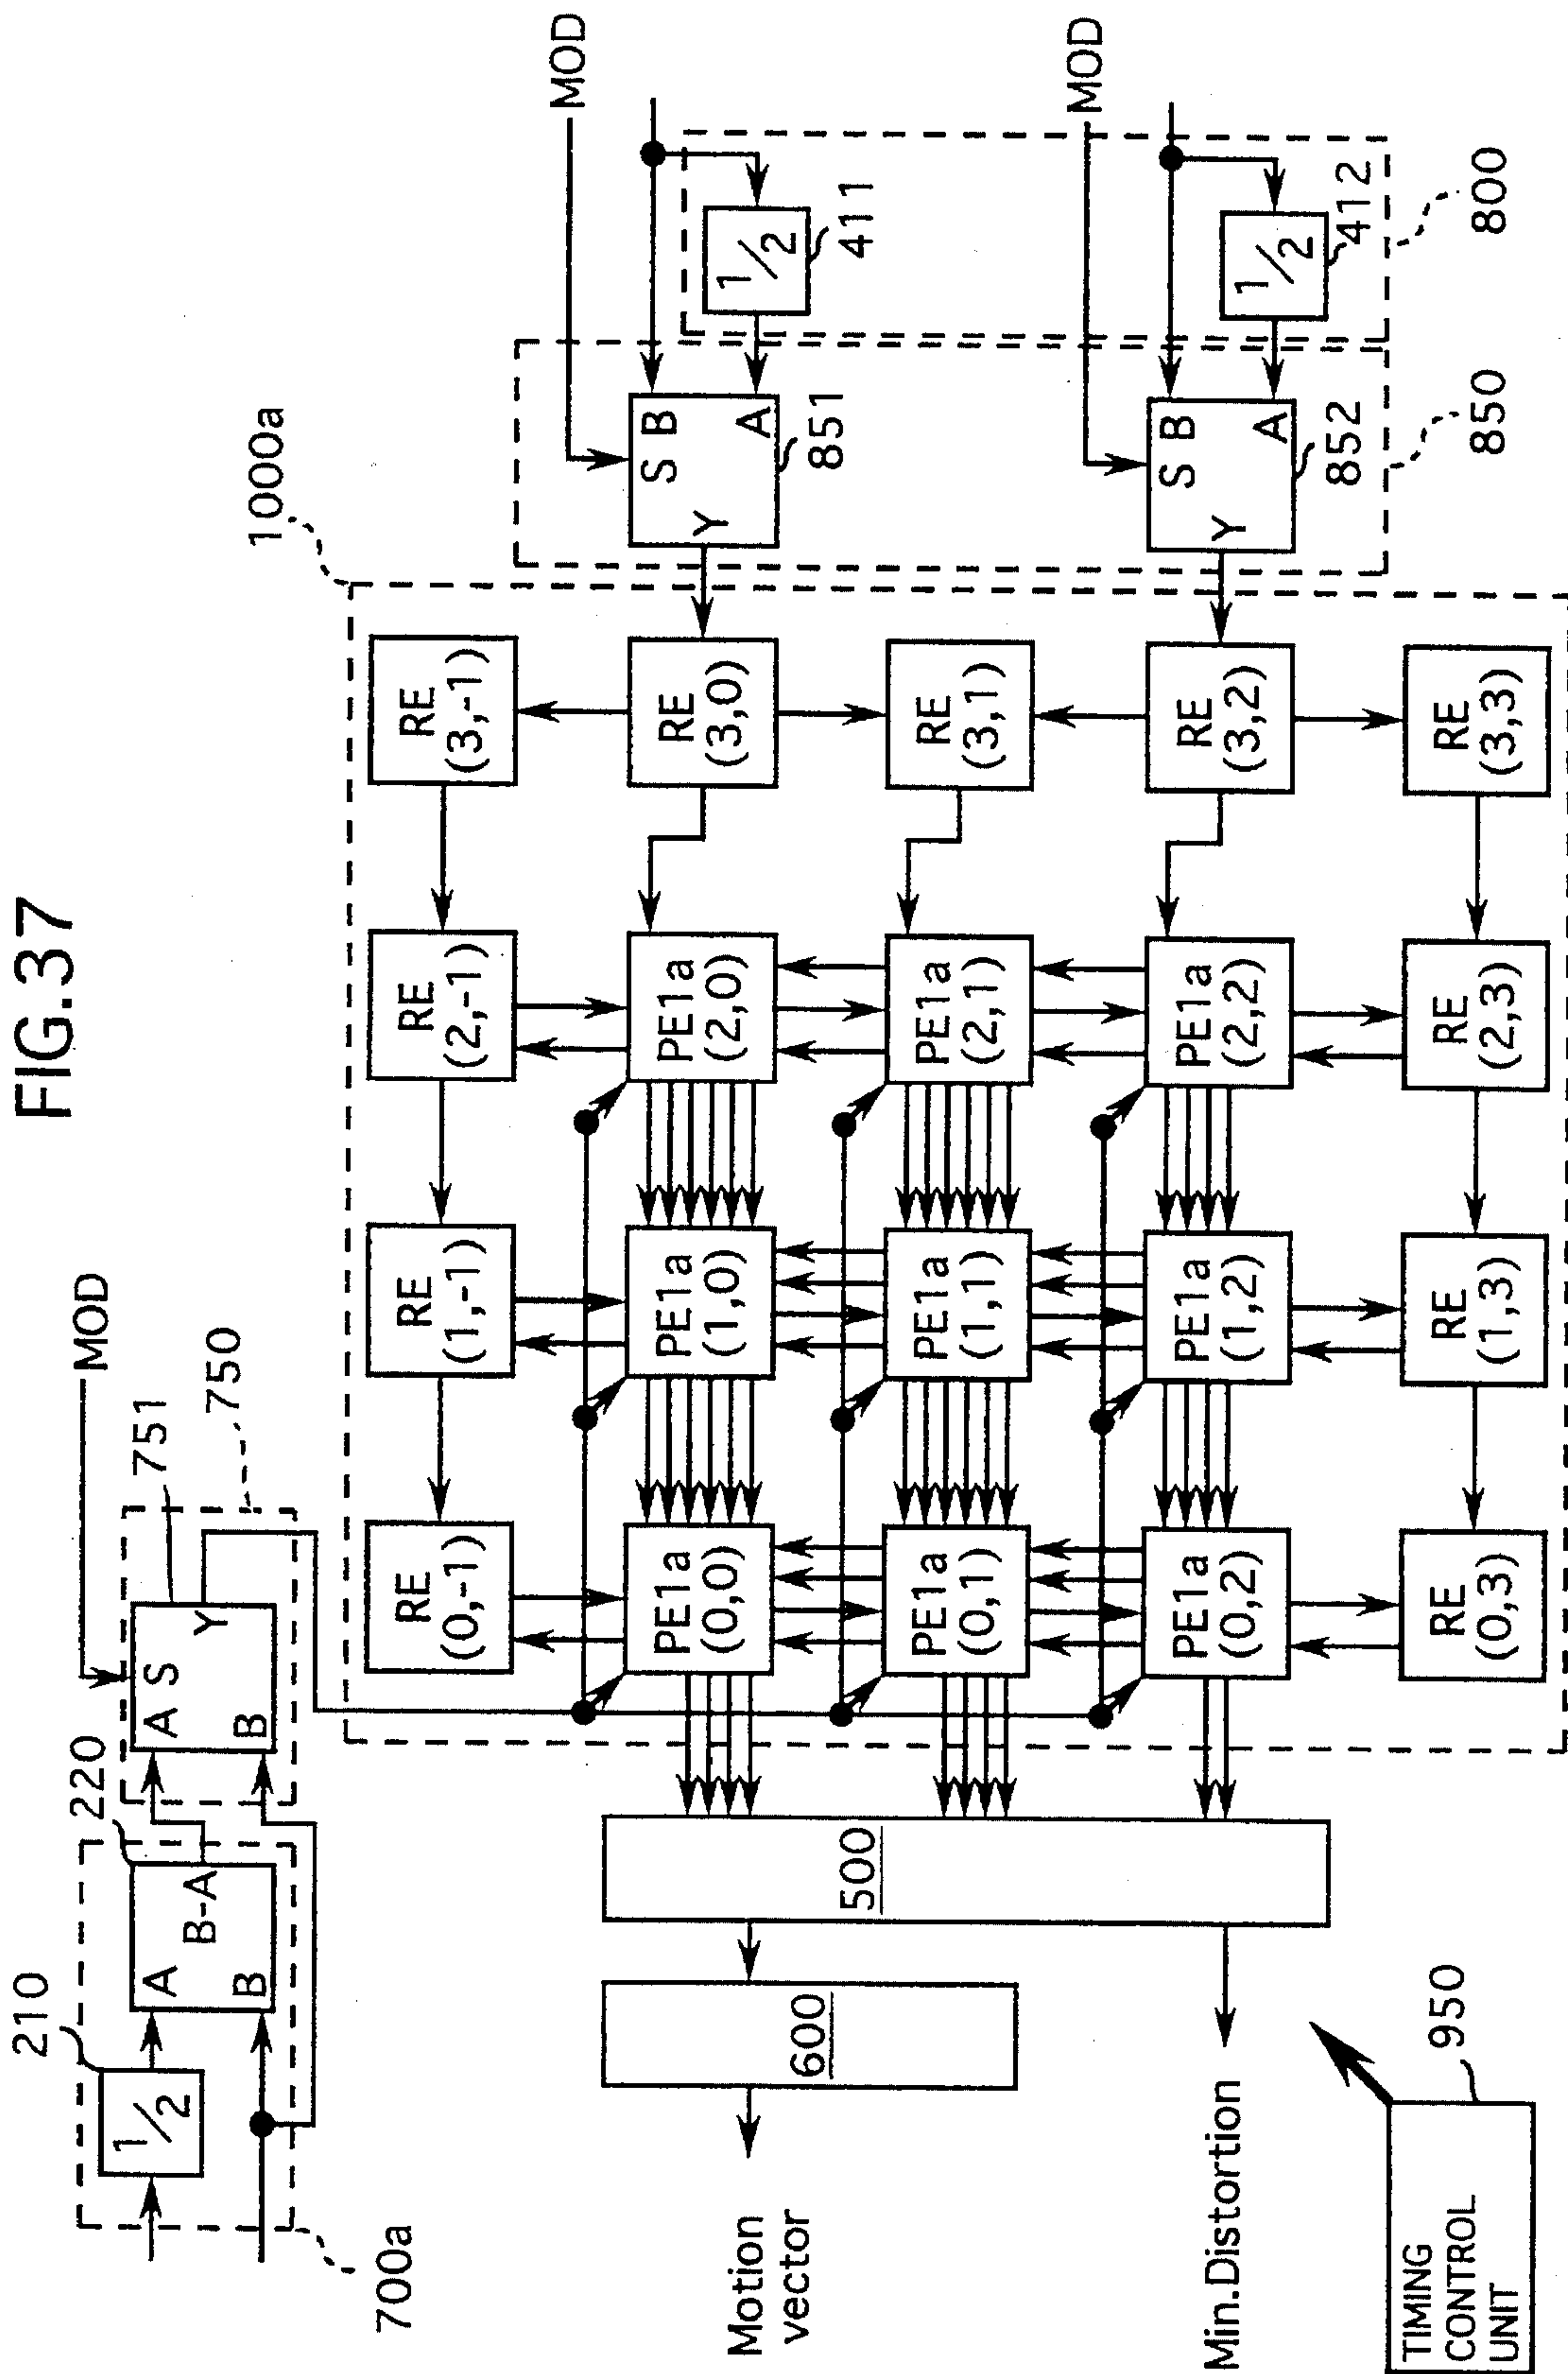 FIG.37
210
1/2
A
B-A
B
220
700a
MOD
A S
Y
B
751
750
1000a
MOD
S B
Y
A
851
1/2
411
MOD
S B
Y
A
852
1/2
412
850
800
RE
(0,-1)
RE
(1,-1)
RE
(2,-1)
RE
(3,-1)
PE1a
(0,0)
PE1a
(1,0)
PE1a
(2,0)
RE
(3,0)
PE1a
(0,1)
PE1a
(1,1)
PE1a
(2,1)
RE
(3,1)
PE1a
(0,2)
PE1a
(1,2)
PE1a
(2,2)
RE
(3,2)
RE
(0,3)
RE
(1,3)
RE
(2,3)
RE
(3,3)
500
600
Motion
vector
Min.Distortion
TIMING
CONTROL
UNIT
950